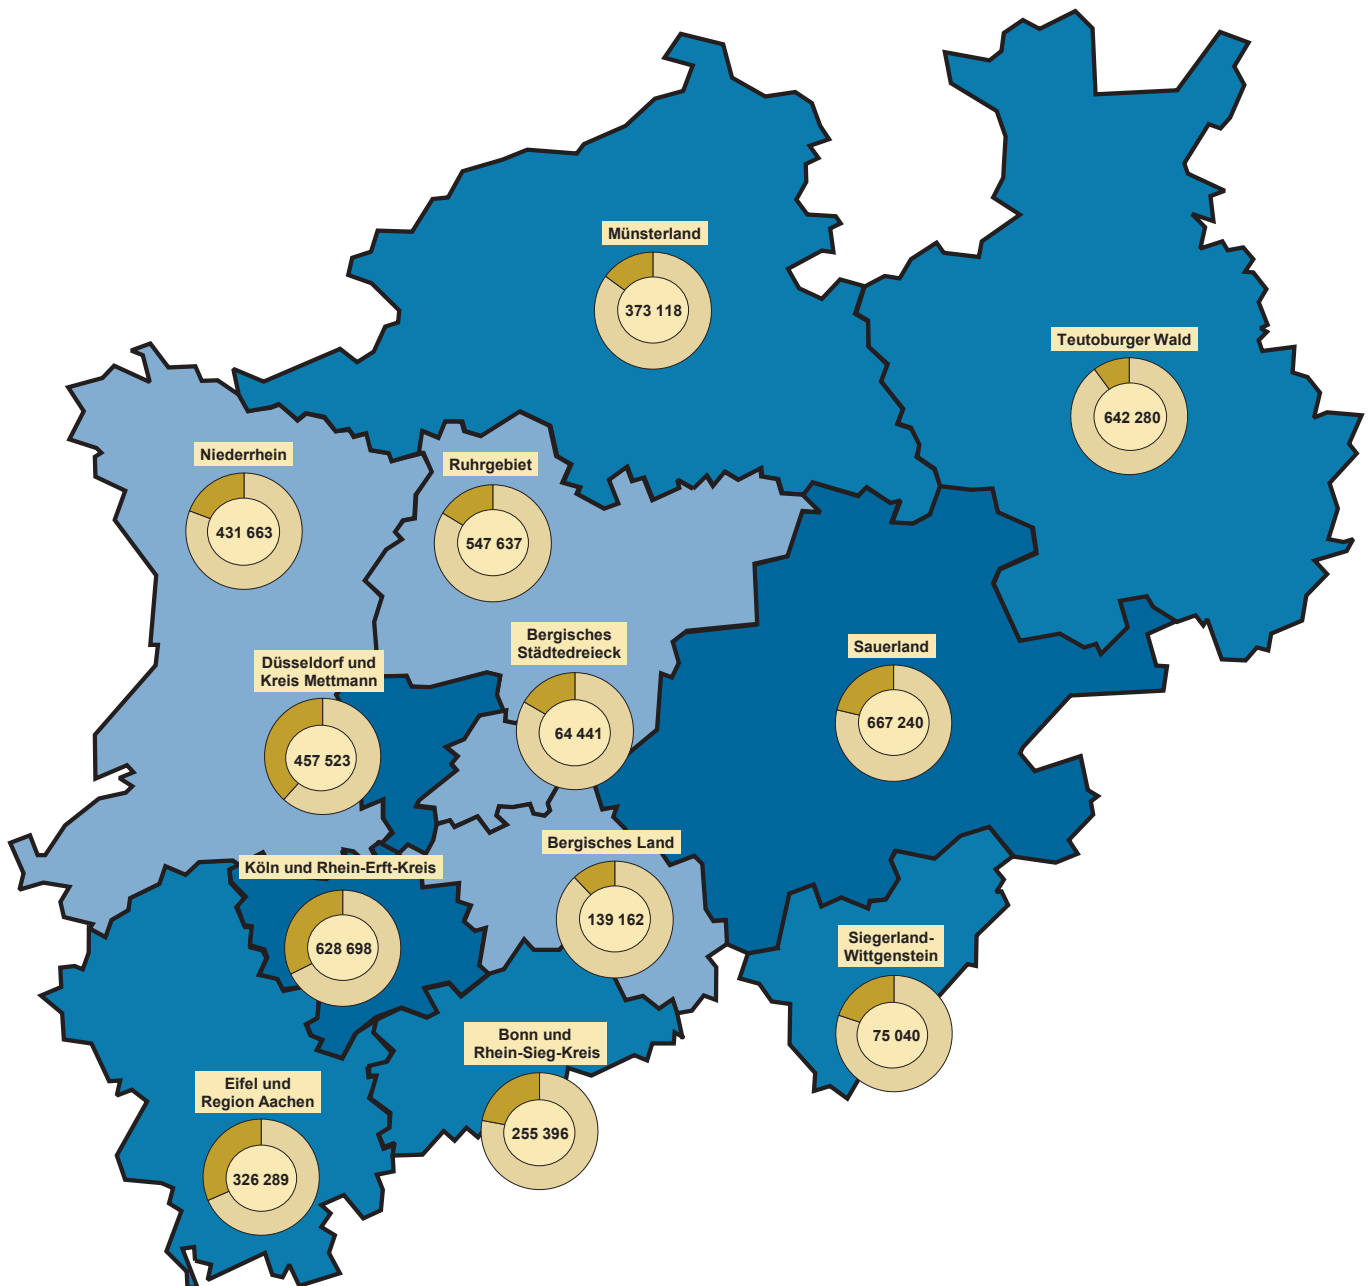 Münsterland
373 118
Teutoburger Wald
642 280
Niederrhein
431 663
Ruhrgebiet
547 637
Bergisches
Städtedreieck
64 441
Sauerland
667 240
Düsseldorf und
Kreis Mettmann
457 523
Bergisches Land
139 162
Köln und Rhein-Erft-Kreis
628 698
Siegerland-
Wittgenstein
75 040
Bonn und
Rhein-Sieg-Kreis
255 396
Eifel und
Region Aachen
326 289